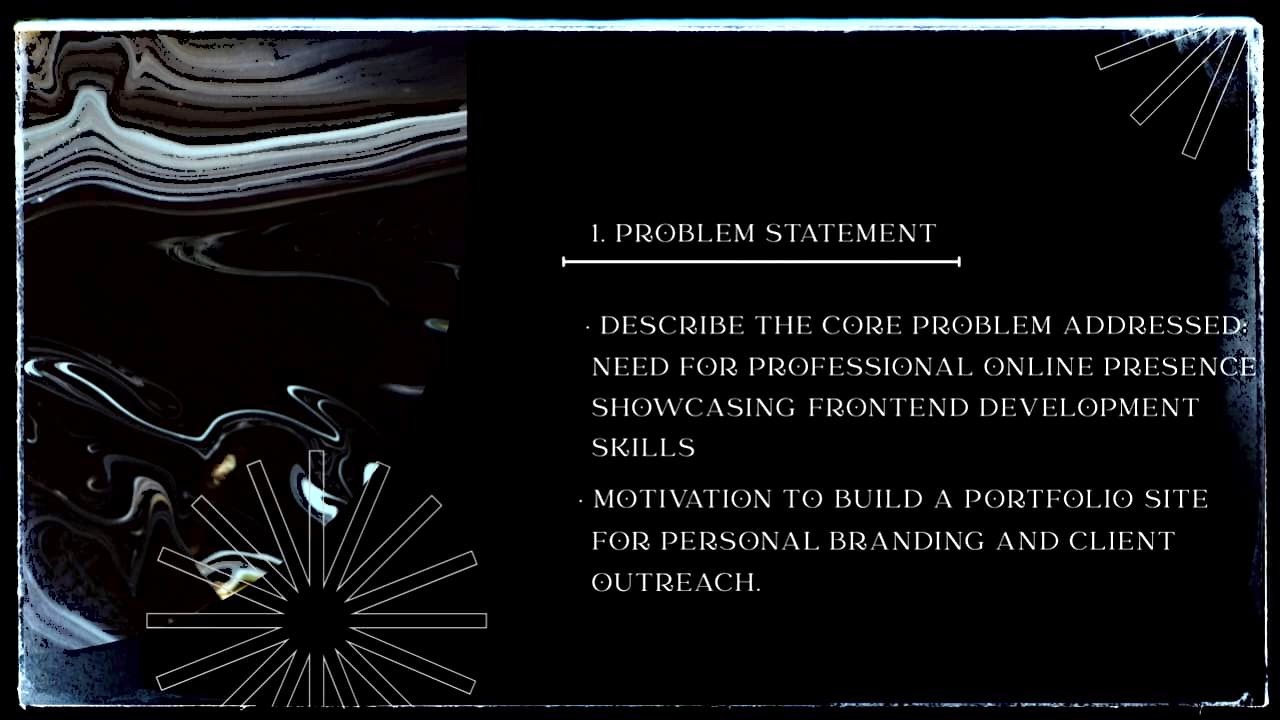 1. PROBLEM STATEMENT
· DESCRIBE THE CORE PROBLEM ADDRESSED:
NEED FOR PROFESSIONAL ONLINE PRESENCE
SHOWCASING FRONTEND DEVELOPMENT
SKILLS
· MOTIVATION TO BUILD A PORTFOLIO SITE
FOR PERSONAL BRANDING AND CLIENT
OUTREACH.